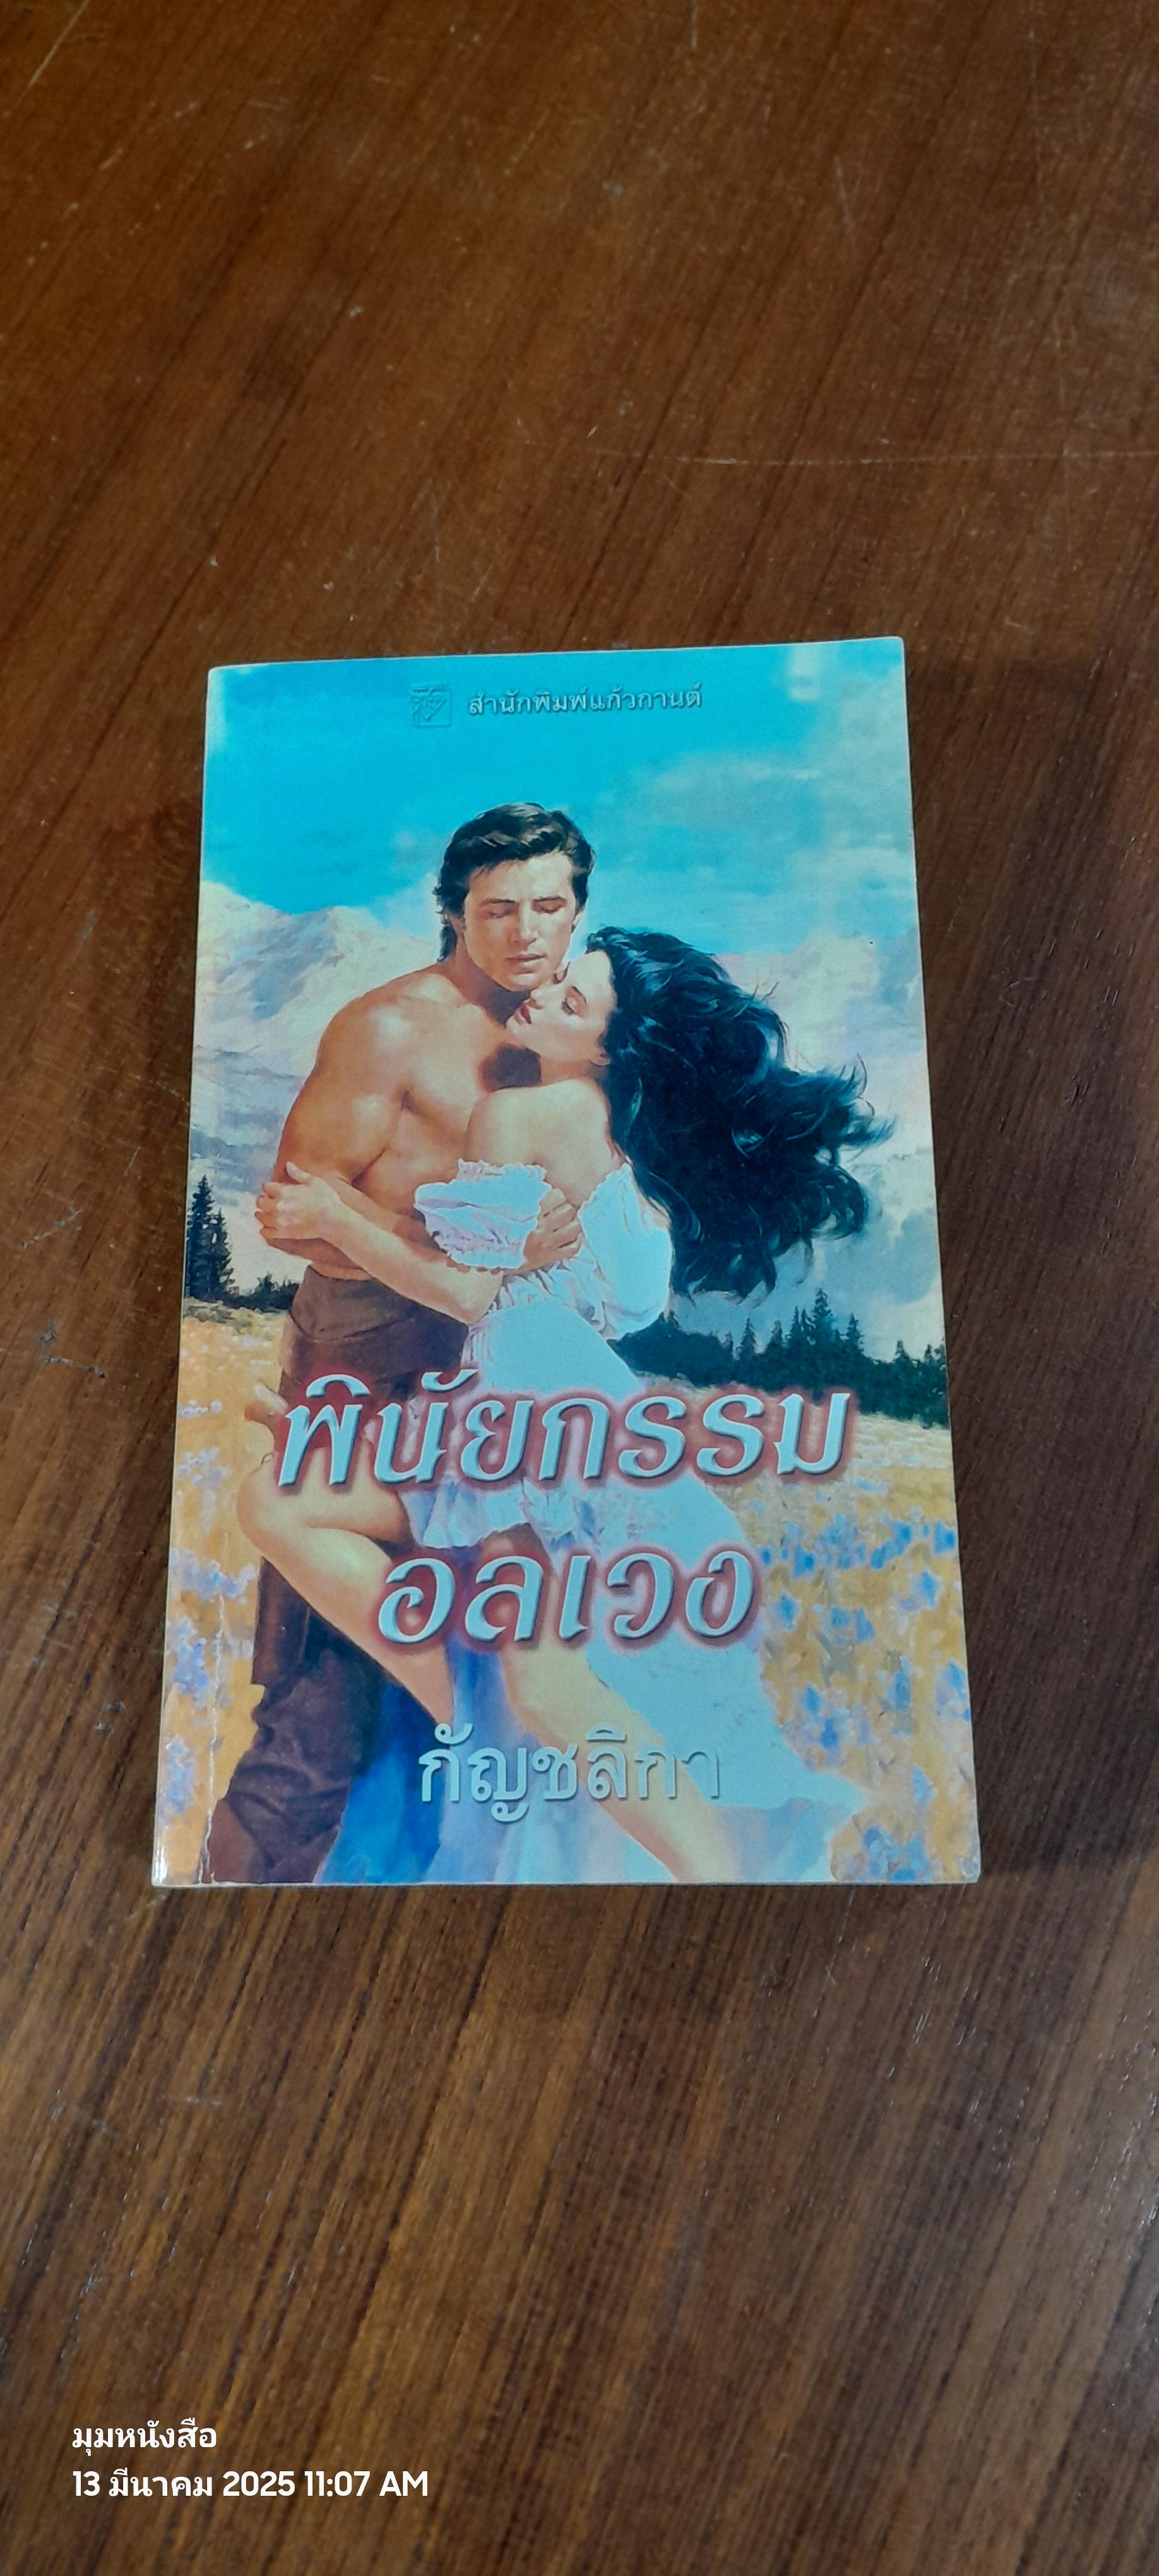 สำนักพิมพ์แก้วกานต์
พินัยกรรม
อลเวง
กัญชลิกา
มุมหนังสือ
13 มีนาคม 2025 11:07 AM